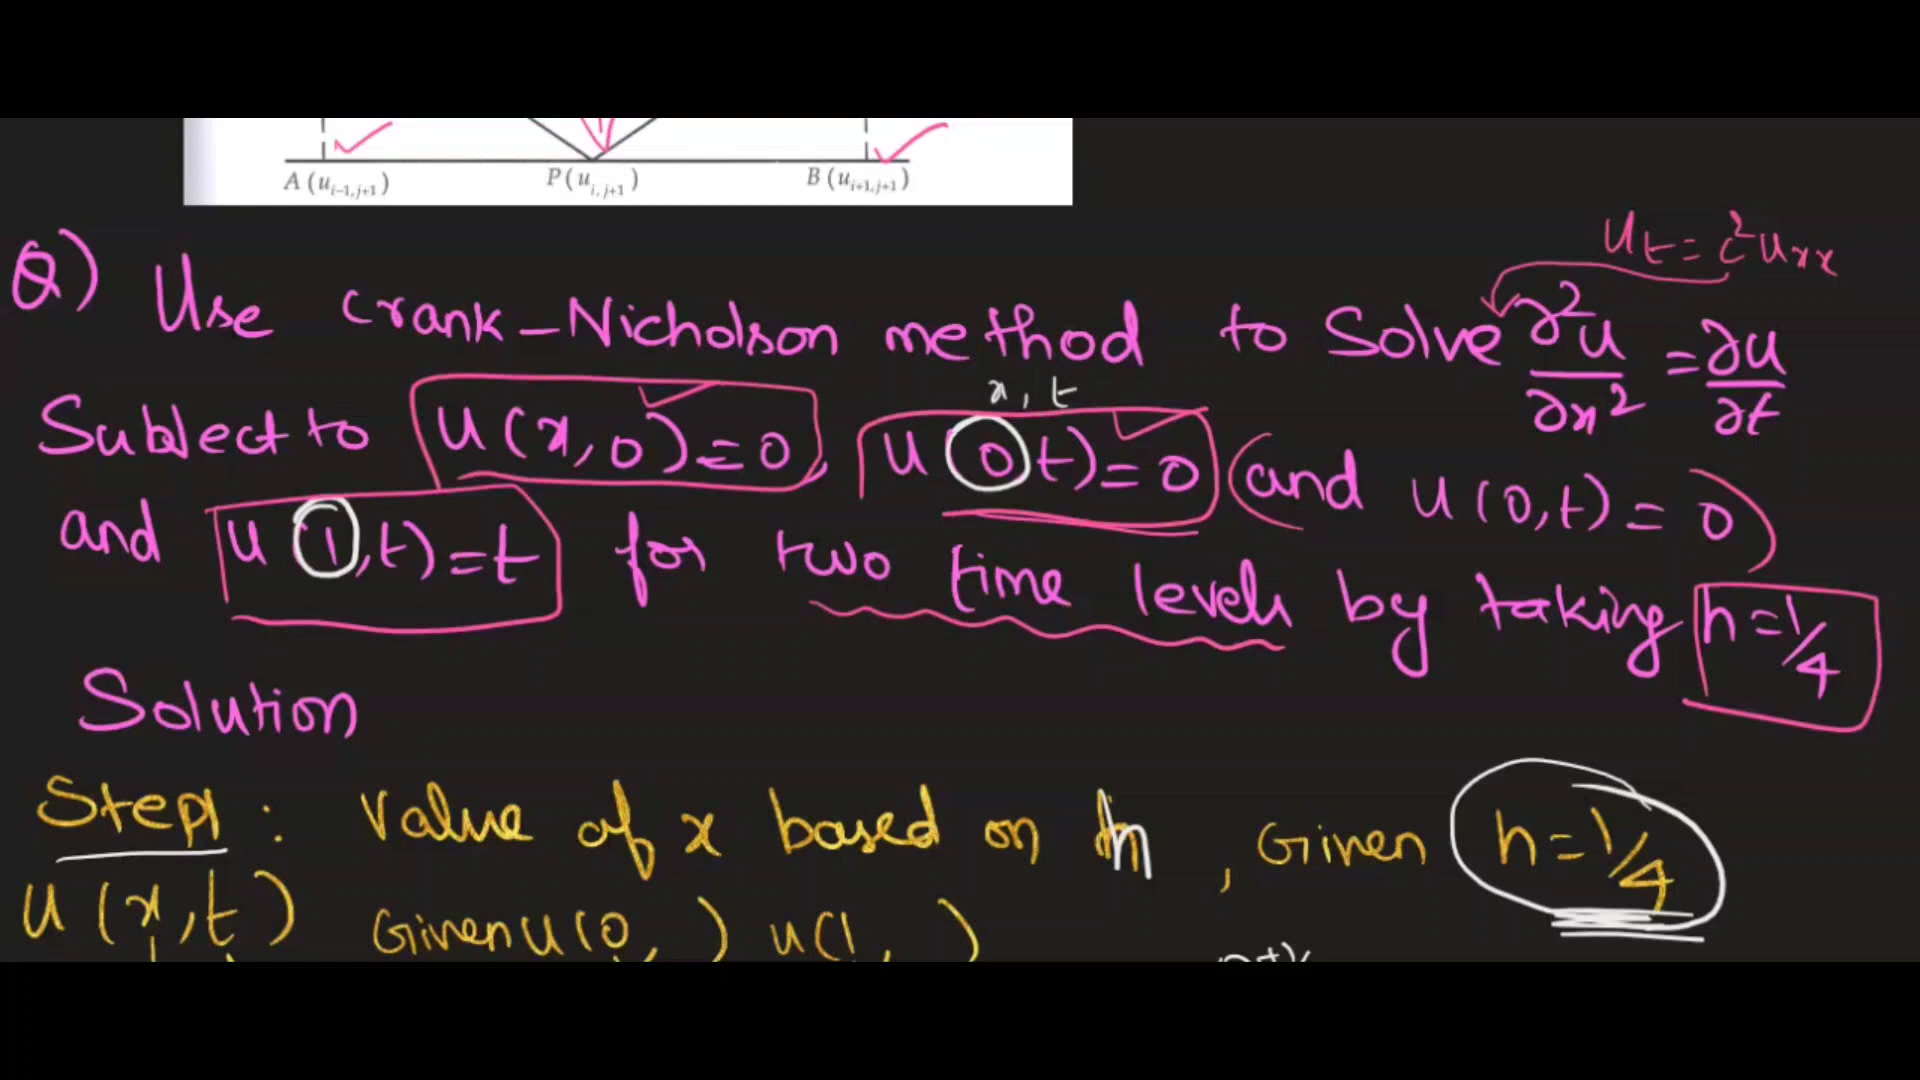 A (u_{i-1,j+1}) P (u_{i,j+1}) B (u_{i+1,j+1})
u_t = c²u_{xx}
Q) Use crank-Nicholson method to Solve ∂²u/∂x² = ∂u/∂t
x, t
Subject to u(x,0)=0, u(0,t)=0 (and u(0,t)=0)
and u(1,t)=t for two time levels by taking h=1/4
Solution
Step1 : Value of x based on h, Given h=1/4
u(x,t) Given u(0, ) u(1, )